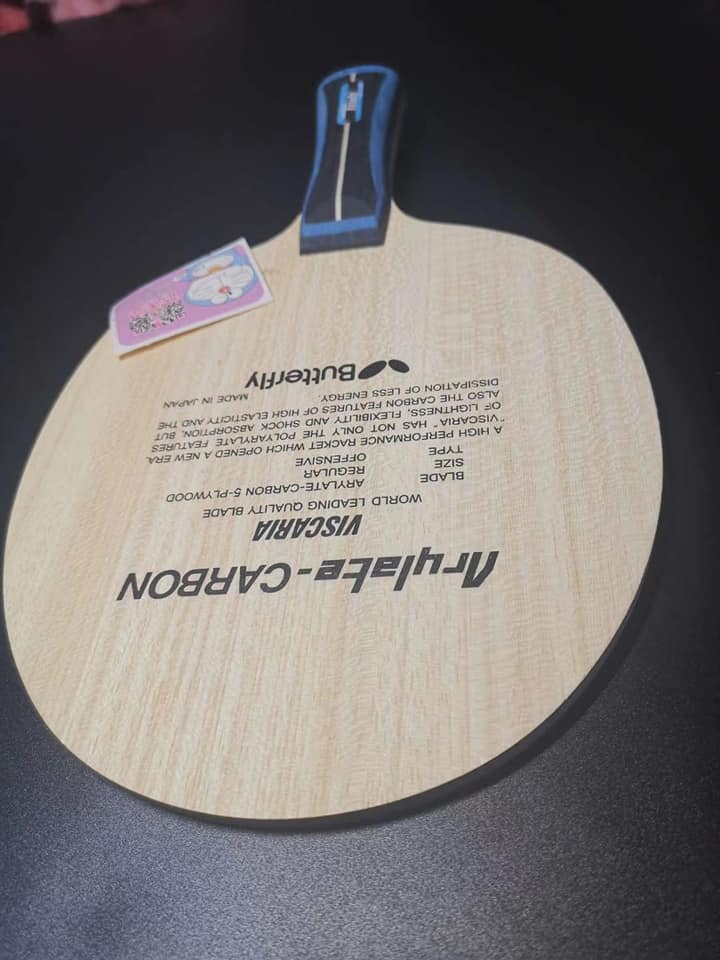 Arylate-CARBON
VISCARIA
WORLD LEADING QUALITY BLADE
BLADE ARYLATE-CARBON 5-PLYWOOD
SIZE REGULAR
TYPE OFFENSIVE
A HIGH PERFORMANCE RACKET WHICH OPENED A NEW ERA.
"VISCARIA" HAS NOT ONLY THE POLYARYLATE FEATURES
OF LIGHTNESS, FLEXIBILITY AND SHOCK ABSORPTION, BUT
ALSO THE CARBON FEATURES OF HIGH ELASTICITY AND THE
DISSIPATION OF LESS ENERGY. MADE IN JAPAN
Butterfly